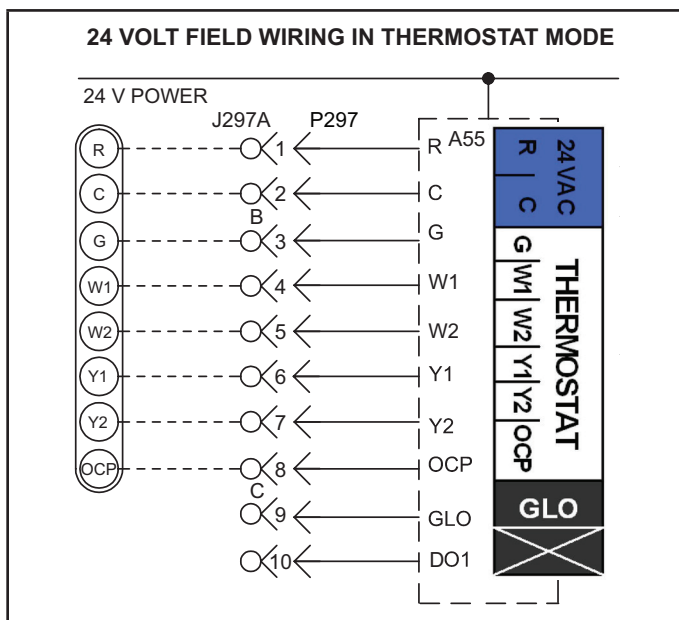 24 VOLT FIELD WIRING IN THERMOSTAT MODE
24 V POWER
J297A P297
R 1 R A55
C 2 C
B
G 3 G
W1 4 W1
W2 5 W2
Y1 6 Y1
Y2 7 Y2
OCP 8 OCP
C
9 GLO
10 DO1
24VAC
R C
THERMOSTAT
G W1 W2 Y1 Y2 OCP
GLO